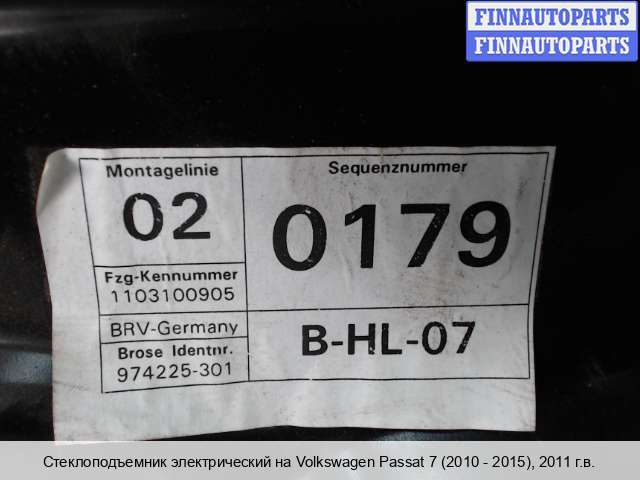 FINNAUTOPARTS
FINNAUTOPARTS
Montagelinie
02
Sequenznummer
0179
Fzg-Kennummer
1103100905
BRV-Germany
Brose Identnr.
974225-301
B-HL-07
Стеклоподъемник электрический на Volkswagen Passat 7 (2010 - 2015), 2011 г.в.